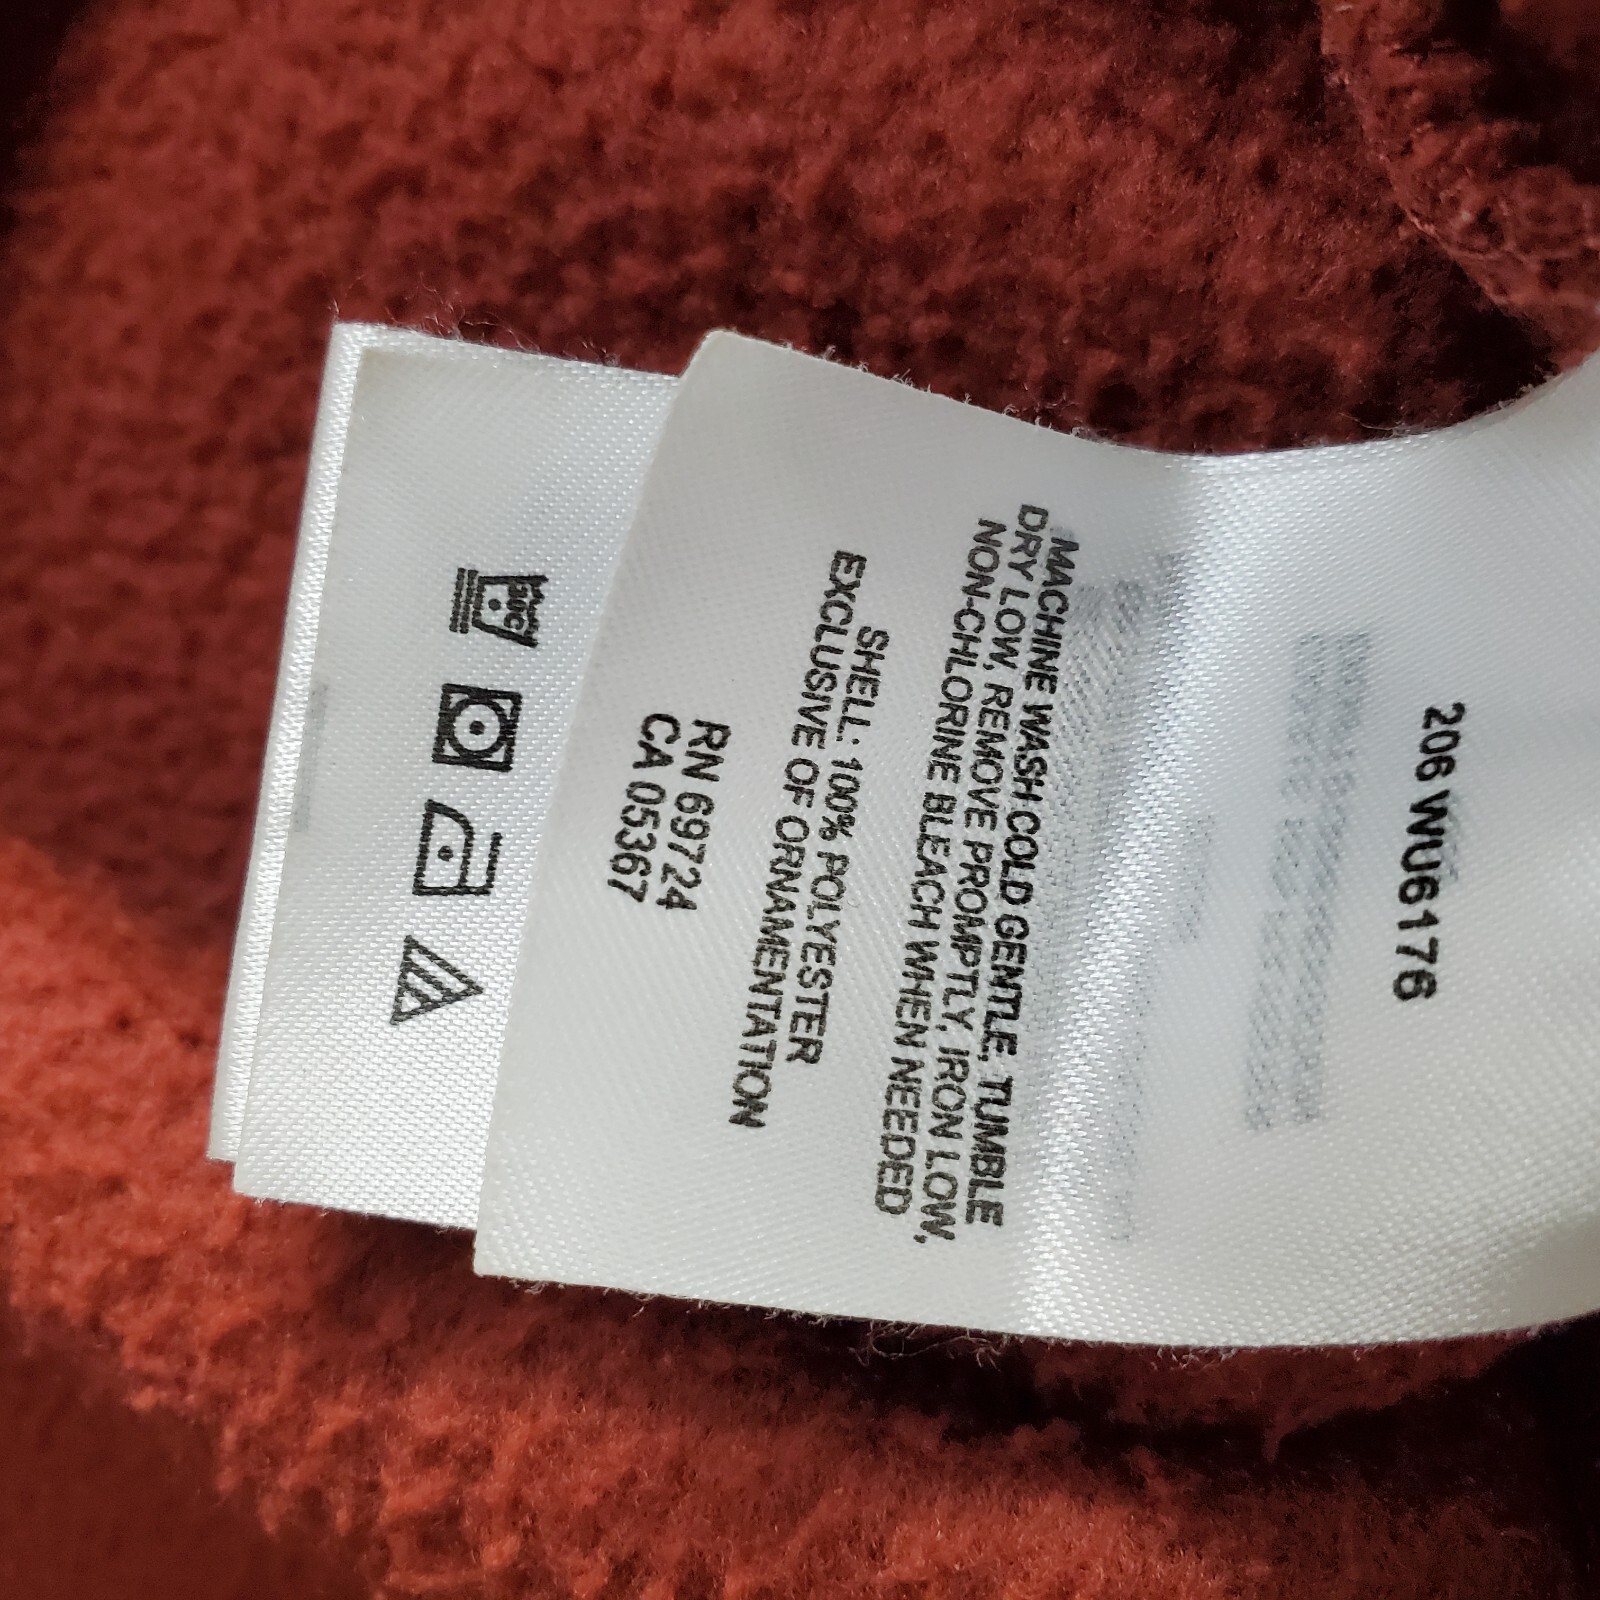 206 WU6176
MACHINE WASH COLD GENTLE, TUMBLE
DRY LOW, REMOVE PROMPTLY, IRON LOW,
NON-CHLORINE BLEACH WHEN NEEDED
SHELL: 100% POLYESTER
EXCLUSIVE OF ORNAMENTATION
RN 69724
CA 05367
30C